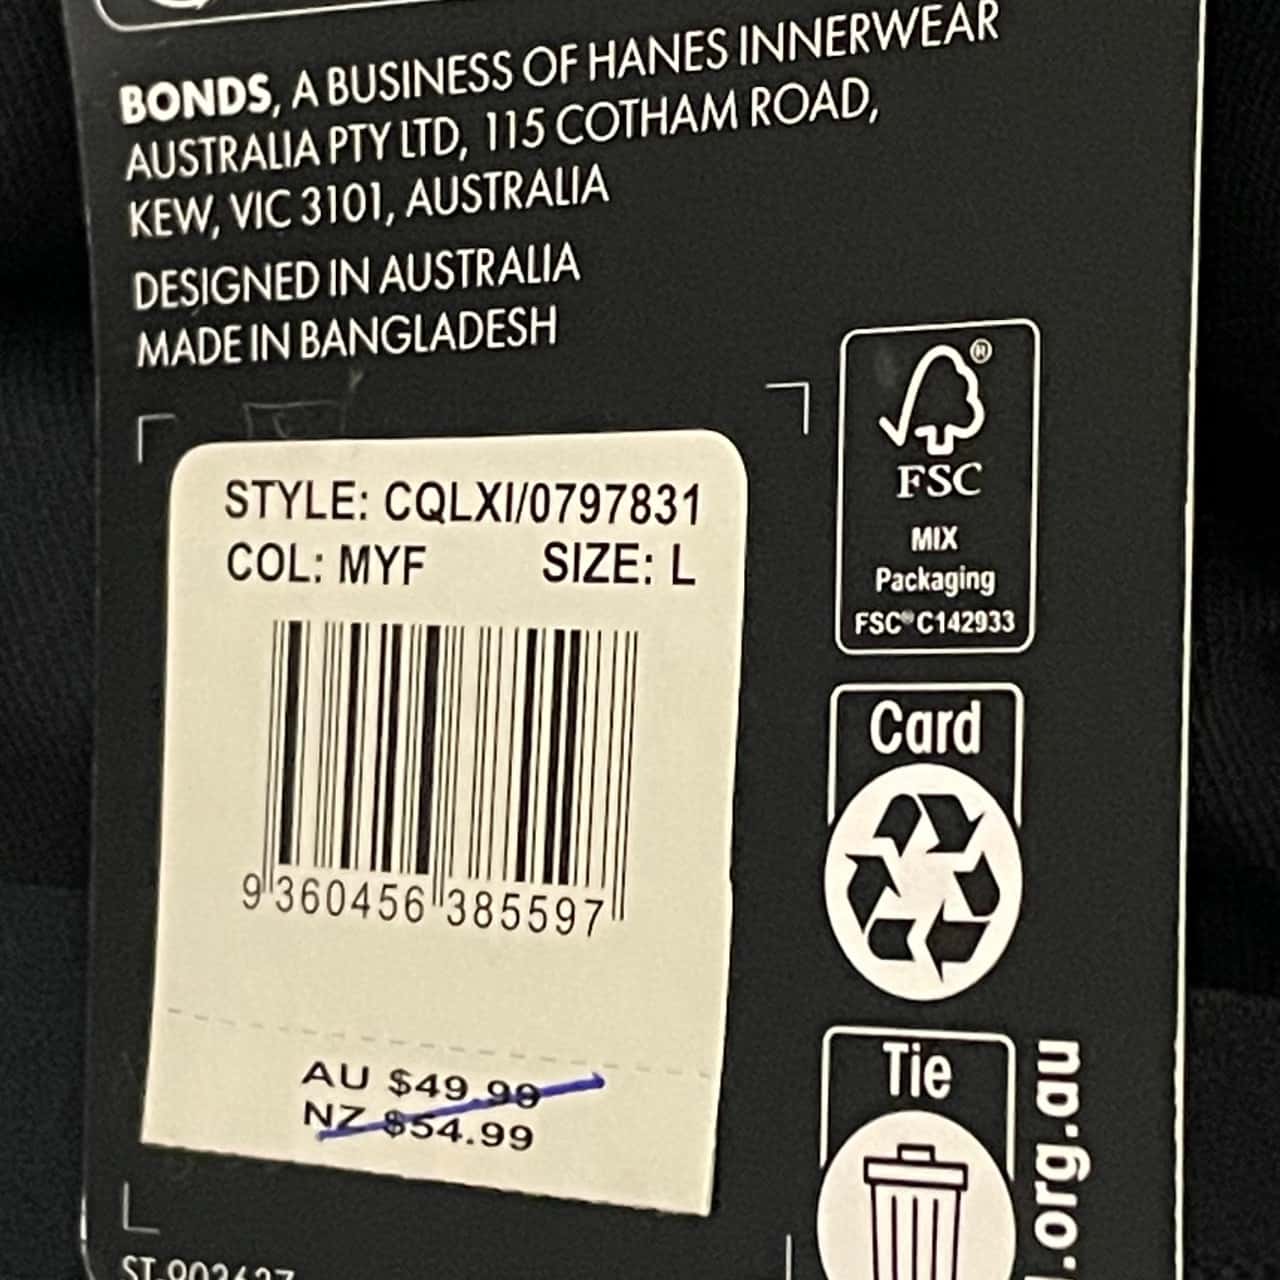 BONDS, A BUSINESS OF HANES INNERWEAR
AUSTRALIA PTY LTD, 115 COTHAM ROAD,
KEW, VIC 3101, AUSTRALIA
DESIGNED IN AUSTRALIA
MADE IN BANGLADESH
STYLE: CQLXI/0797831
COL: MYF SIZE: L
9 360456 385597
AU $49.99
NZ $54.99
®
FSC
MIX
Packaging
FSC® C142933
Card
Tie
.org.au